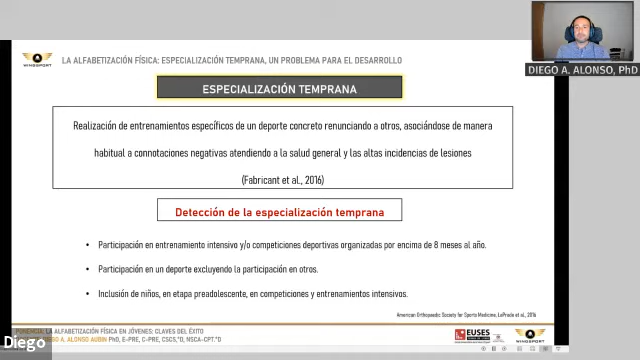 WINGSPORT
LA ALFABETIZACIÓN FÍSICA: ESPECIALIZACIÓN TEMPRANA, UN PROBLEMA PARA EL DESARROLLO
DIEGO A. ALONSO, PhD
ESPECIALIZACIÓN TEMPRANA
Realización de entrenamientos específicos de un deporte concreto renunciando a otros, asociándose de manera
habitual a connotaciones negativas atendiendo a la salud general y las altas incidencias de lesiones
(Fabricant et al., 2016)
Detección de la especialización temprana
• Participación en entrenamiento intensivo y/o competiciones deportivas organizadas por encima de 8 meses al año.
• Participación en un deporte excluyendo la participación en otros.
• Inclusión de niños, en etapa preadolescente, en competiciones y entrenamientos intensivos.
American Orthopaedic Society for Sports Medicine, LaPrade et al., 2016
PONENCIA: LA ALFABETIZACIÓN FÍSICA EN JÓVENES: CLAVES DEL ÉXITO
DIEGO A. ALONSO AUBIN PhD, E-PRE, C-PRE, CSCS,*D, NSCA-CPT,*D
Diego
EUSES
WINGSPORT